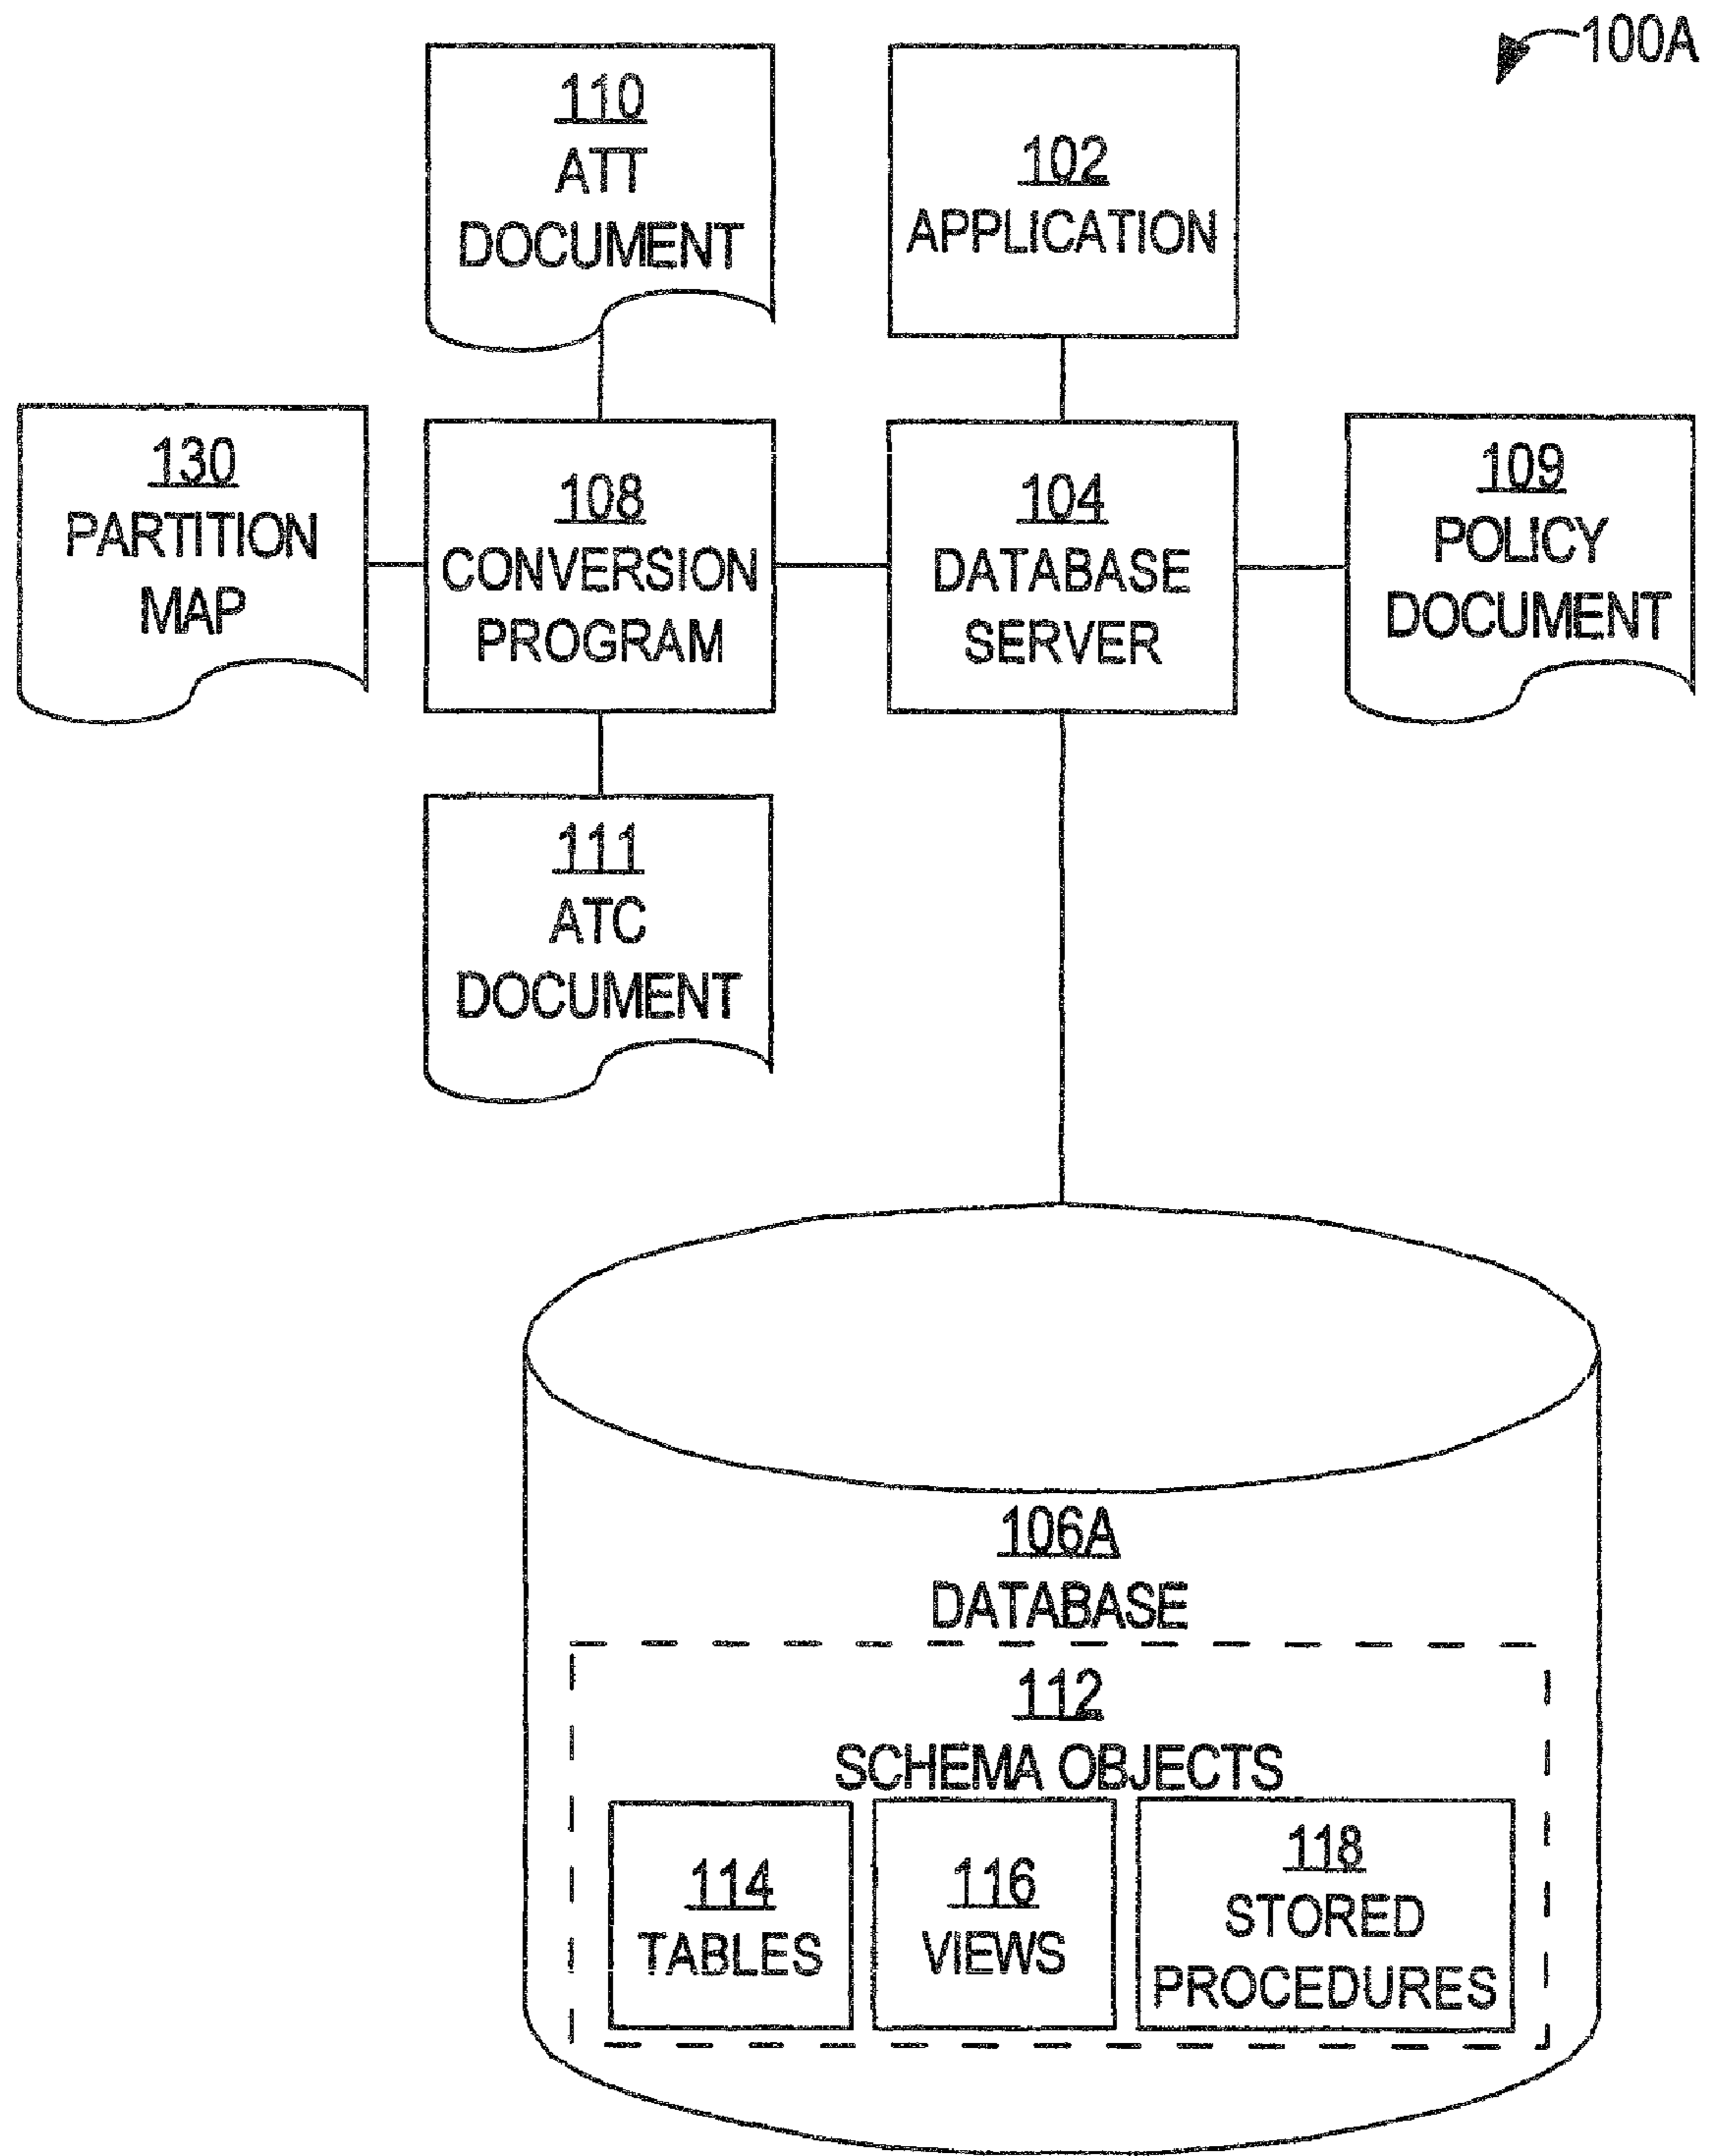 100A
110
ATT
DOCUMENT
102
APPLICATION
130
PARTITION
MAP
108
CONVERSION
PROGRAM
104
DATABASE
SERVER
109
POLICY
DOCUMENT
111
ATC
DOCUMENT
106A
DATABASE
112
SCHEMA OBJECTS
114
TABLES
116
VIEWS
118
STORED
PROCEDURES